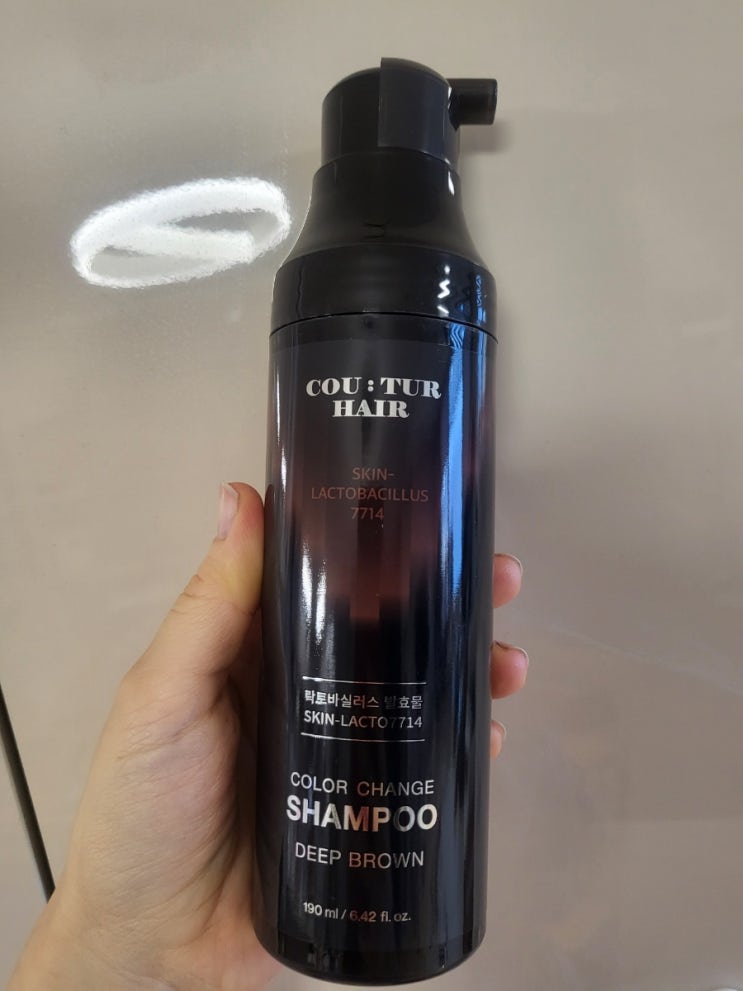 COU:TUR
HAIR
SKIN-
LACTOBACILLUS
7714
락토바실러스 발효물
SKIN-LACTO7714
COLOR CHANGE
SHAMPOO
DEEP BROWN
190 ml / 6.42 fl. oz.